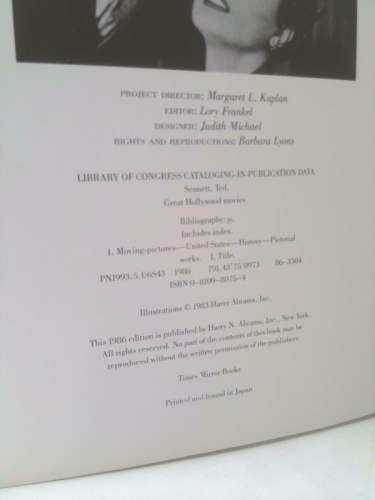 PROJECT DIRECTOR: Margaret L. Kaplan
EDITOR: Lory Frankel
DESIGNER: Judith Michael
RIGHTS AND REPRODUCTIONS: Barbara Lyons
LIBRARY OF CONGRESS CATALOGING-IN-PUBLICATION DATA
Sennett, Ted.
Great Hollywood movies.
Bibliography: p.
Includes index.
1. Moving-pictures—United States—History—Pictorial
works. I. Title.
PN1993.5.U6S43 1986 791.43'75'0973 86-3504
ISBN 0-8109-8075-4
Illustrations © 1983 Harry Abrams, Inc.
This 1986 edition is published by Harry N. Abrams, Inc., New York.
All rights reserved. No part of the contents of this book may be
reproduced without the written permission of the publishers
Times Mirror Books
Printed and bound in Japan